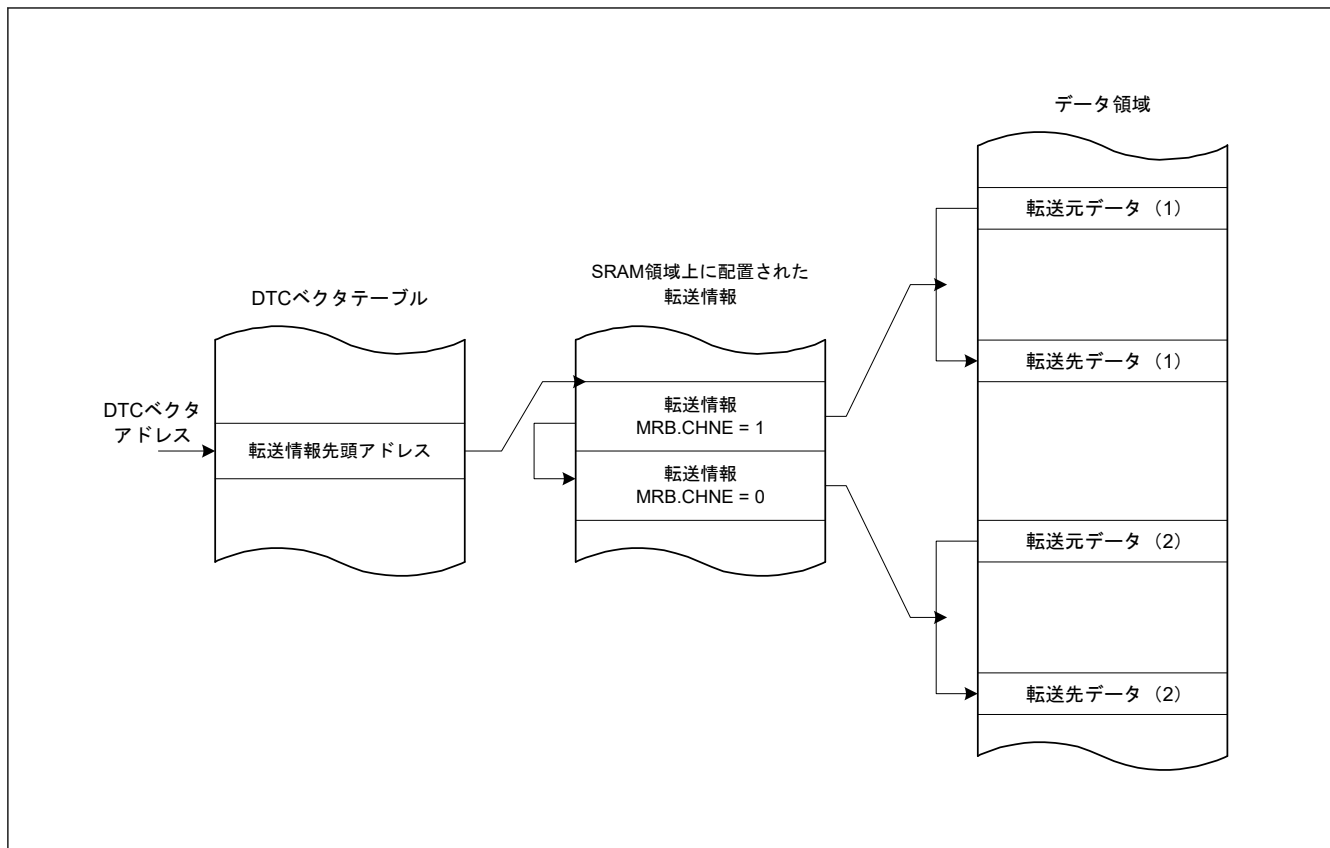 データ領域
転送元データ（1）
SRAM領域上に配置された
転送情報
DTCベクタテーブル
転送先データ（1）
DTCベクタ
アドレス
転送情報先頭アドレス
転送情報
MRB.CHNE = 1
転送情報
MRB.CHNE = 0
転送元データ（2）
転送先データ（2）